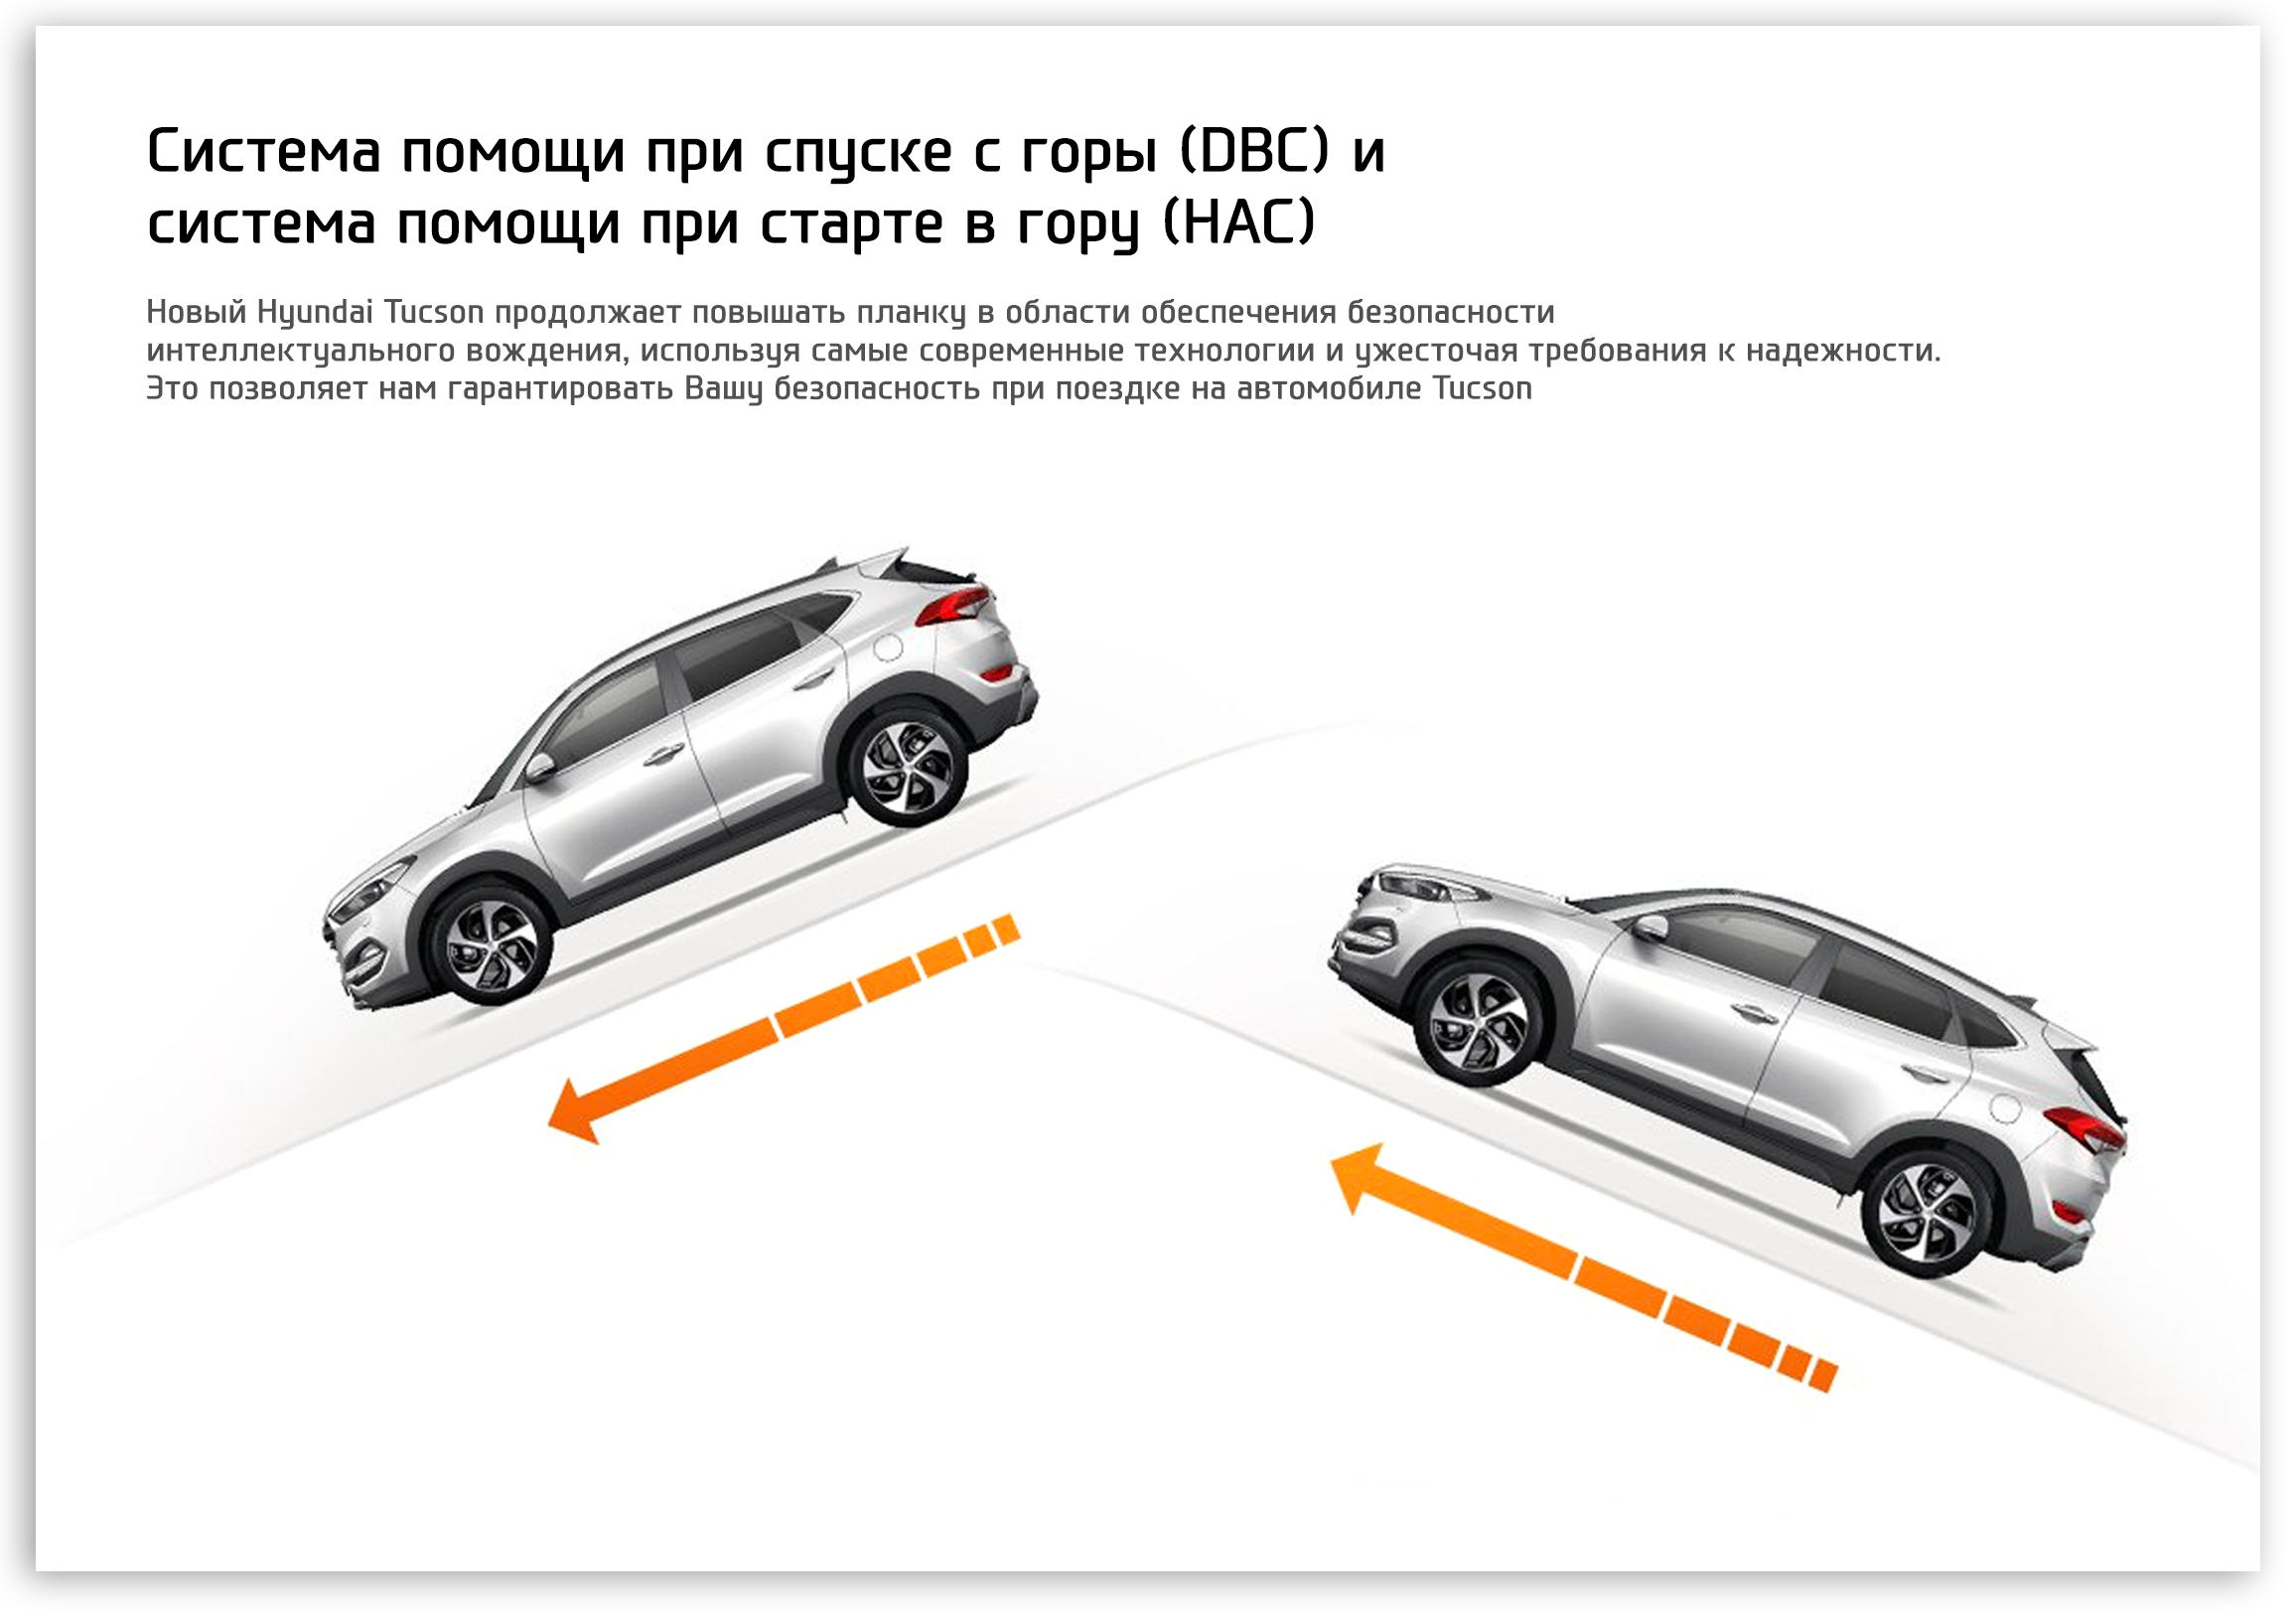 Система помощи при спуске с горы (DBC) и
система помощи при старте в гору (HAC)
Новый Hyundai Tucson продолжает повышать планку в области обеспечения безопасности
интеллектуального вождения, используя самые современные технологии и ужесточая требования к надежности.
Это позволяет нам гарантировать Вашу безопасность при поездке на автомобиле Tucson